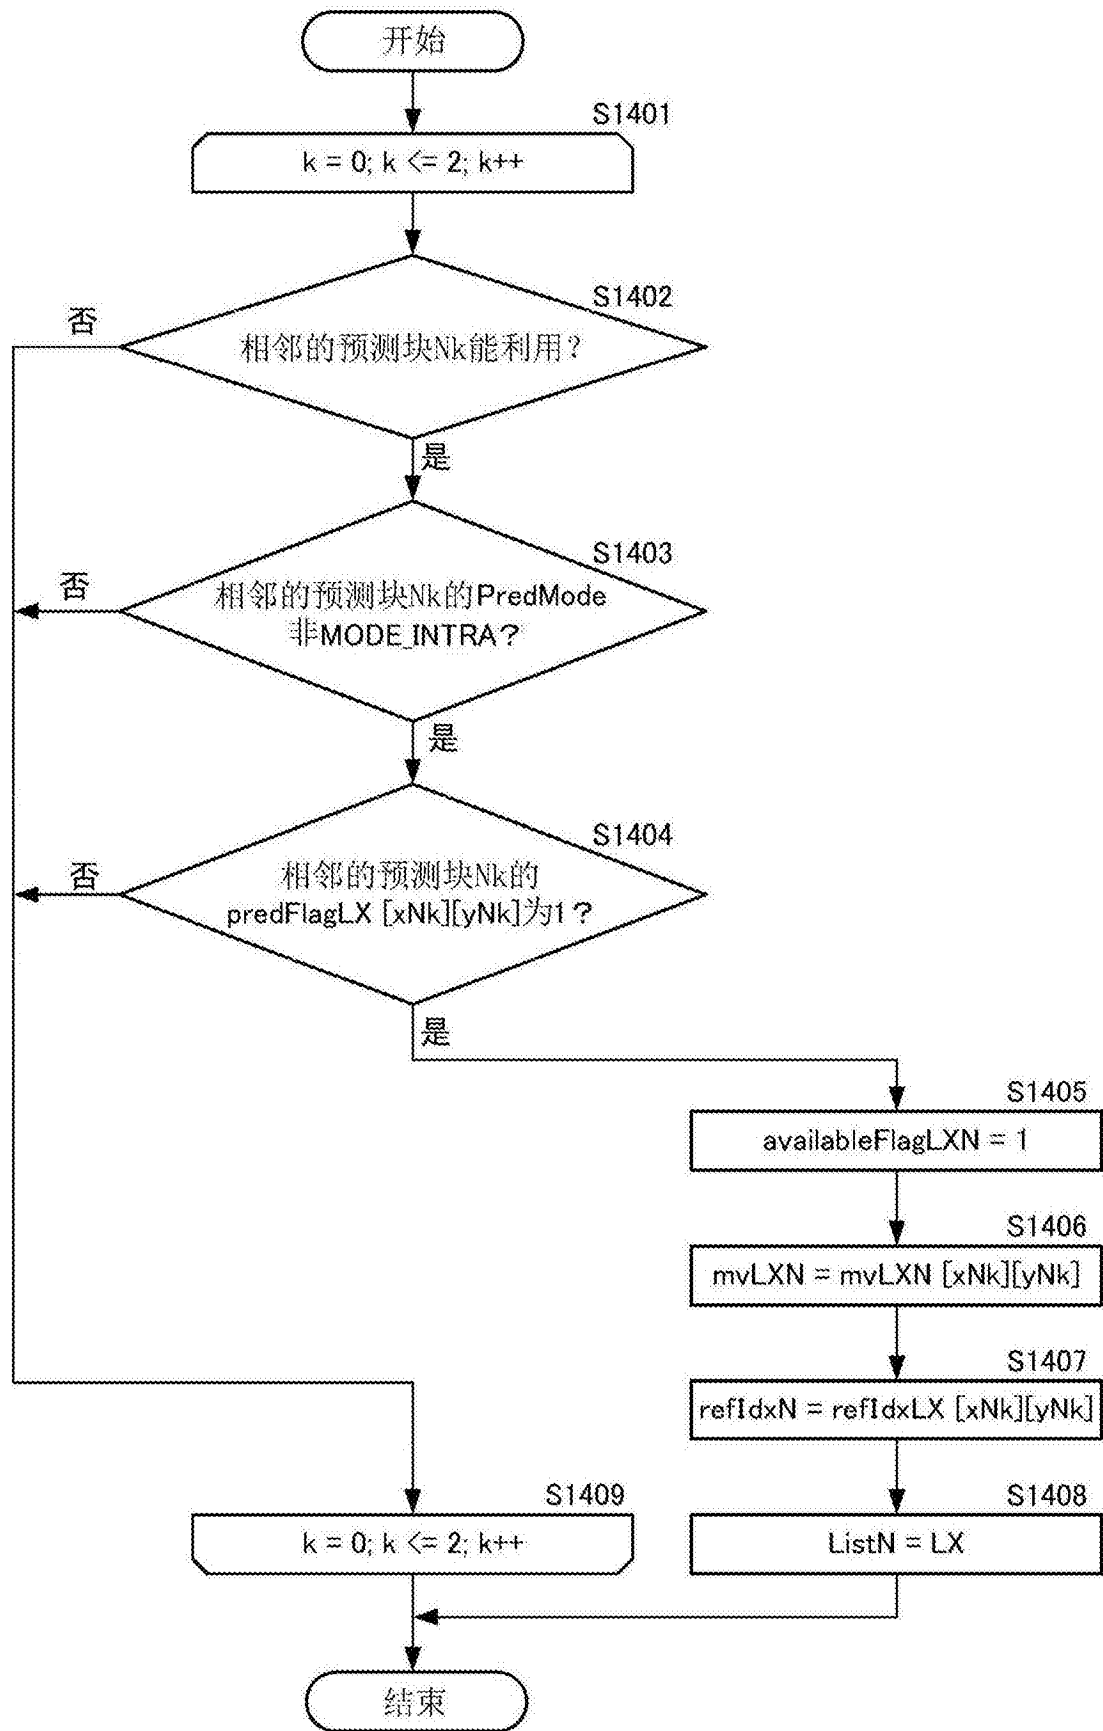 开始
S1401
k = 0; k <= 2; k++
S1402
否
相邻的预测块Nk能利用?
是
S1403
否
相邻的预测块Nk的PredMode
非MODE_INTRA?
是
S1404
否
相邻的预测块Nk的
predFlagLX [xNk][yNk]为1?
是
S1405
availableFlagLXN = 1
S1406
mvLXN = mvLXN [xNk][yNk]
S1407
refIdxN = refIdxLX [xNk][yNk]
S1409
k = 0; k <= 2; k++
S1408
ListN = LX
结束